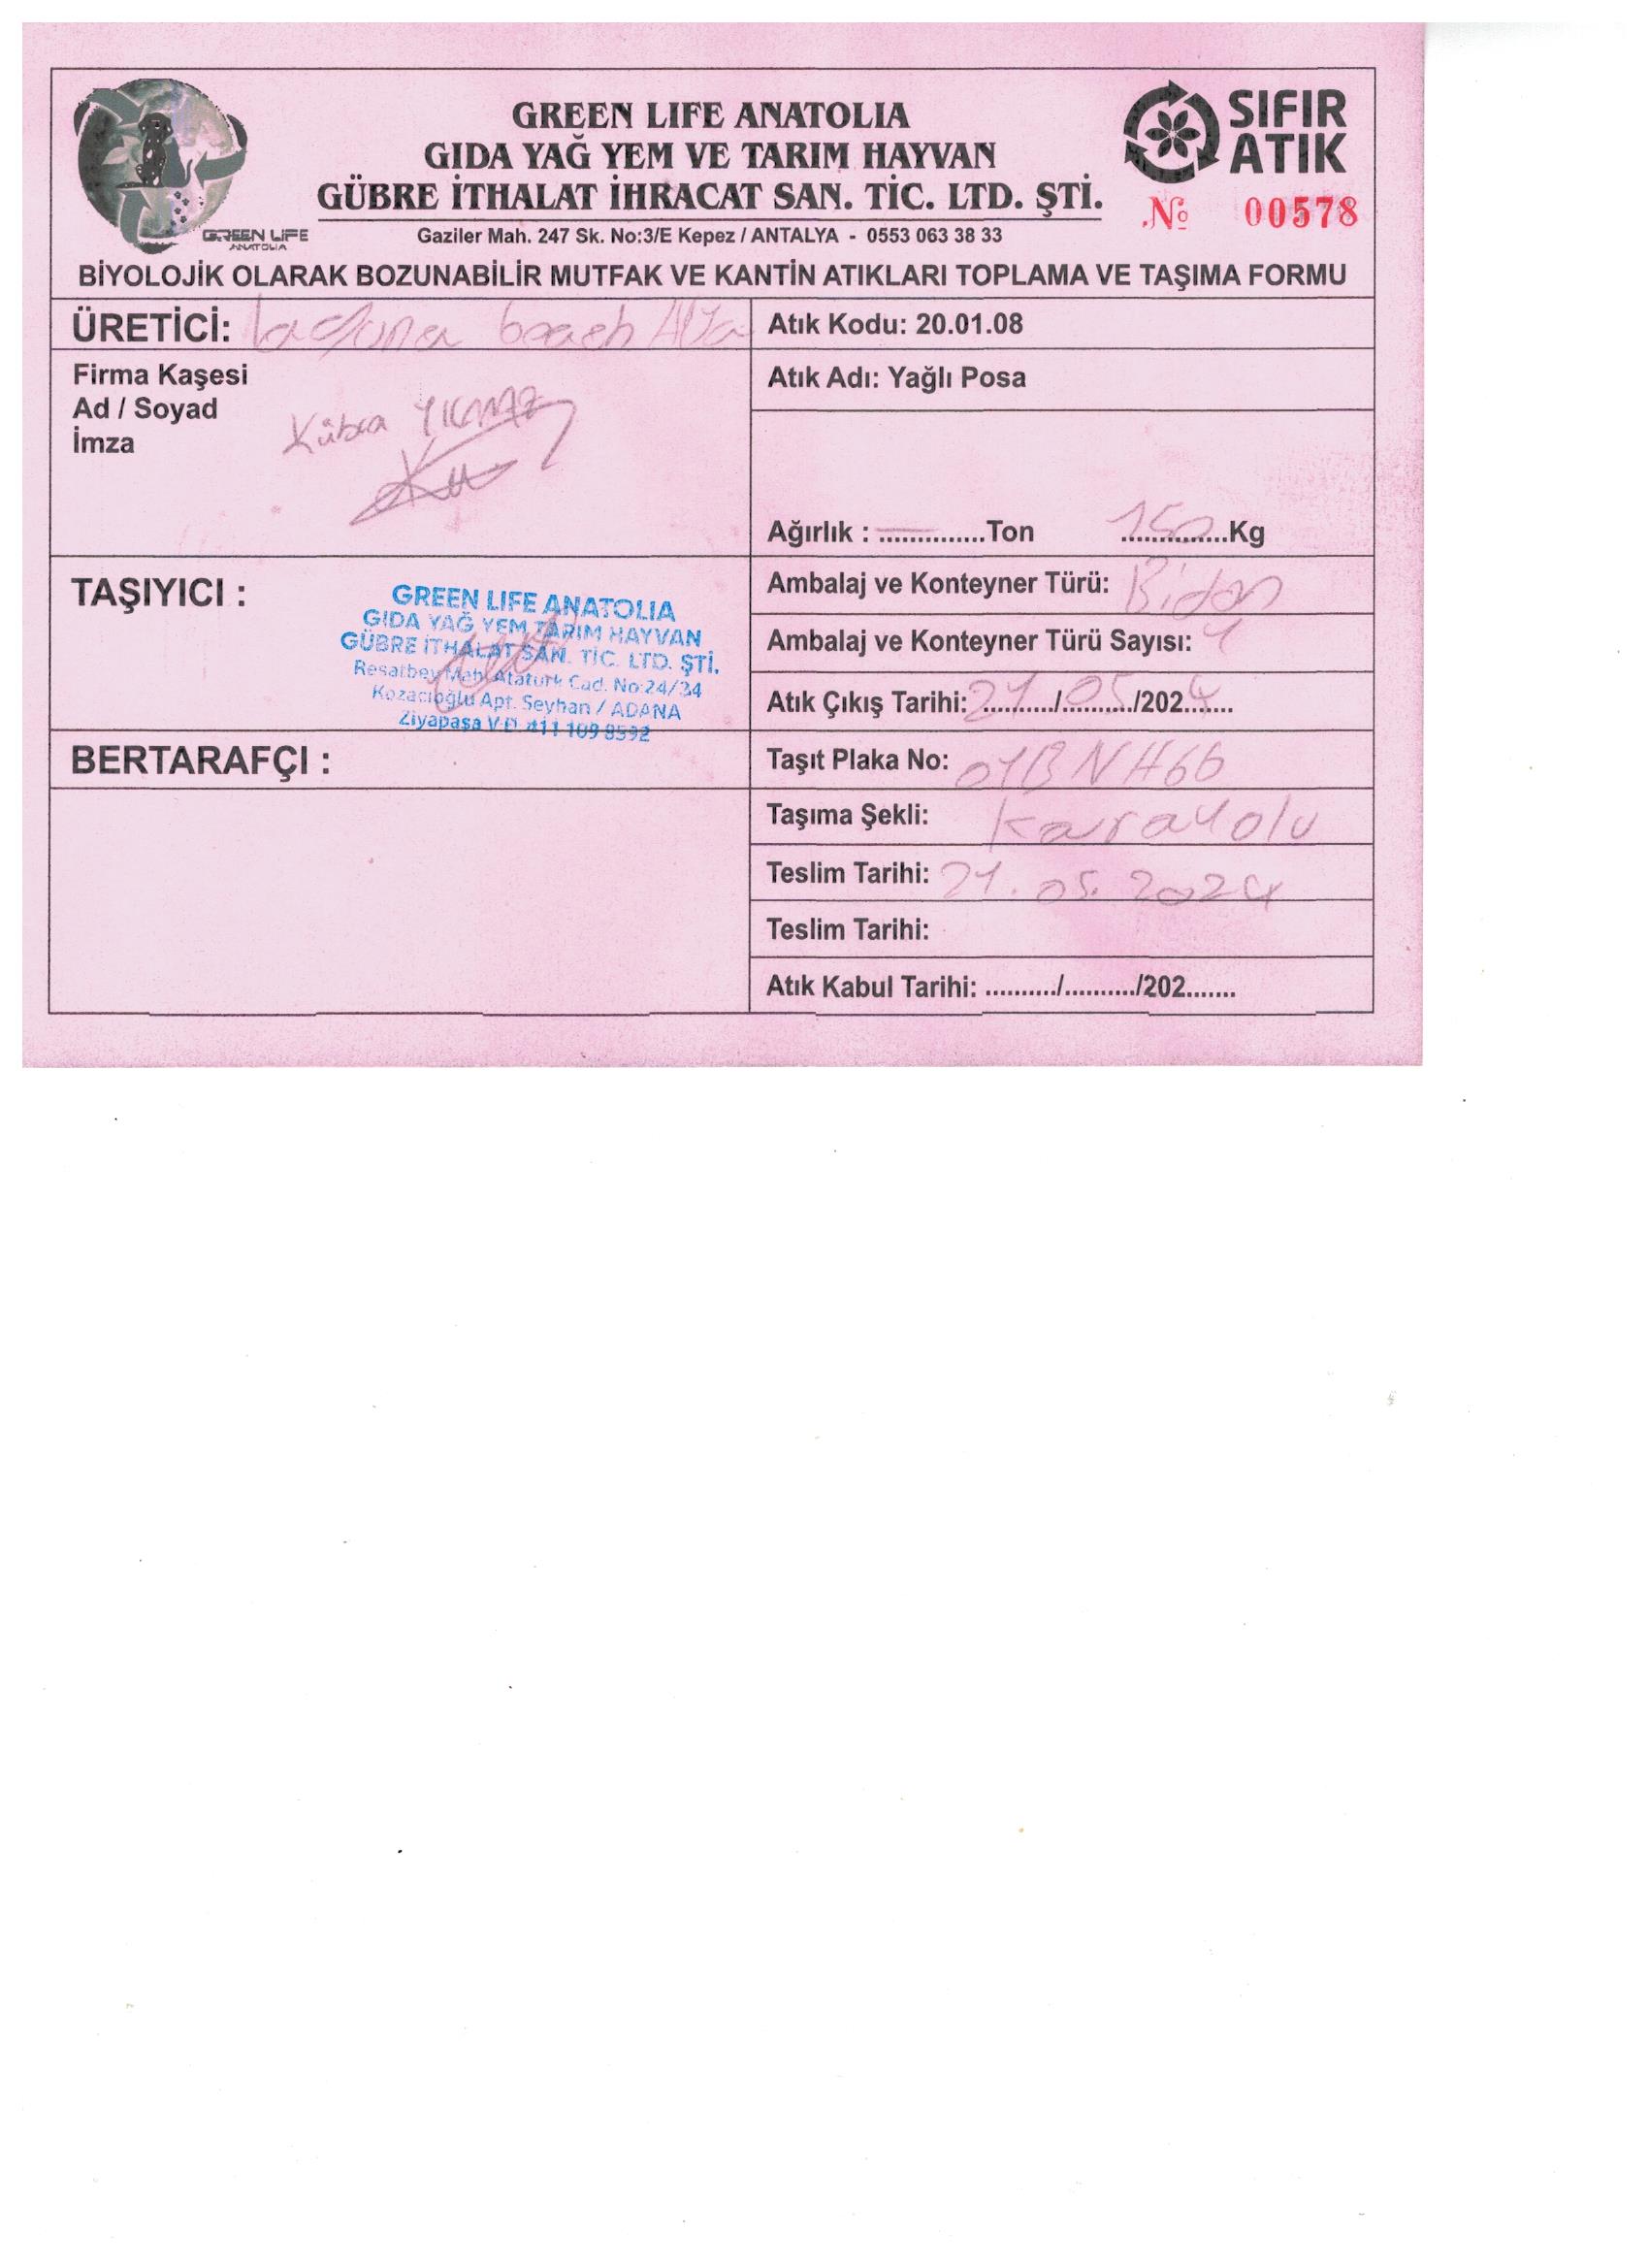 GREEN LIFE ANATOLIA
GIDA YAĞ YEM VE TARIM HAYVAN
GÜBRE İTHALAT İHRACAT SAN. TİC. LTD. ŞTİ.
Gaziler Mah. 247 Sk. No:3/E Kepez / ANTALYA - 0553 063 38 33
GREEN LIFE
ANATOLIA
SIFIR
ATIK
№ 00578
BİYOLOJİK OLARAK BOZUNABİLİR MUTFAK VE KANTİN ATIKLARI TOPLAMA VE TAŞIMA FORMU
ÜRETİCİ: Laguna beach Alya
Atık Kodu: 20.01.08
Firma Kaşesi
Ad / Soyad
İmza
Kübra YILMAZ
Atık Adı: Yağlı Posa
Ağırlık : ..............Ton 150 Kg
TAŞIYICI :
GREEN LIFE ANATOLIA
GIDA YAĞ YEM TARIM HAYVAN
GÜBRE İTHALAT SAN. TİC. LTD. ŞTİ.
Resatbey Mah. Atatürk Cad. No:24/34
Kozacıoğlu Apt. Seyhan / ADANA
Ziyapaşa V.D. 411 109 8592
Ambalaj ve Konteyner Türü: Bidon
Ambalaj ve Konteyner Türü Sayısı:
Atık Çıkış Tarihi: 21/05/2024
BERTARAFÇI :
Taşıt Plaka No: 01BNH66
Taşıma Şekli: Karayolu
Teslim Tarihi: 21.05.2024
Teslim Tarihi:
Atık Kabul Tarihi: ........../........../202.......